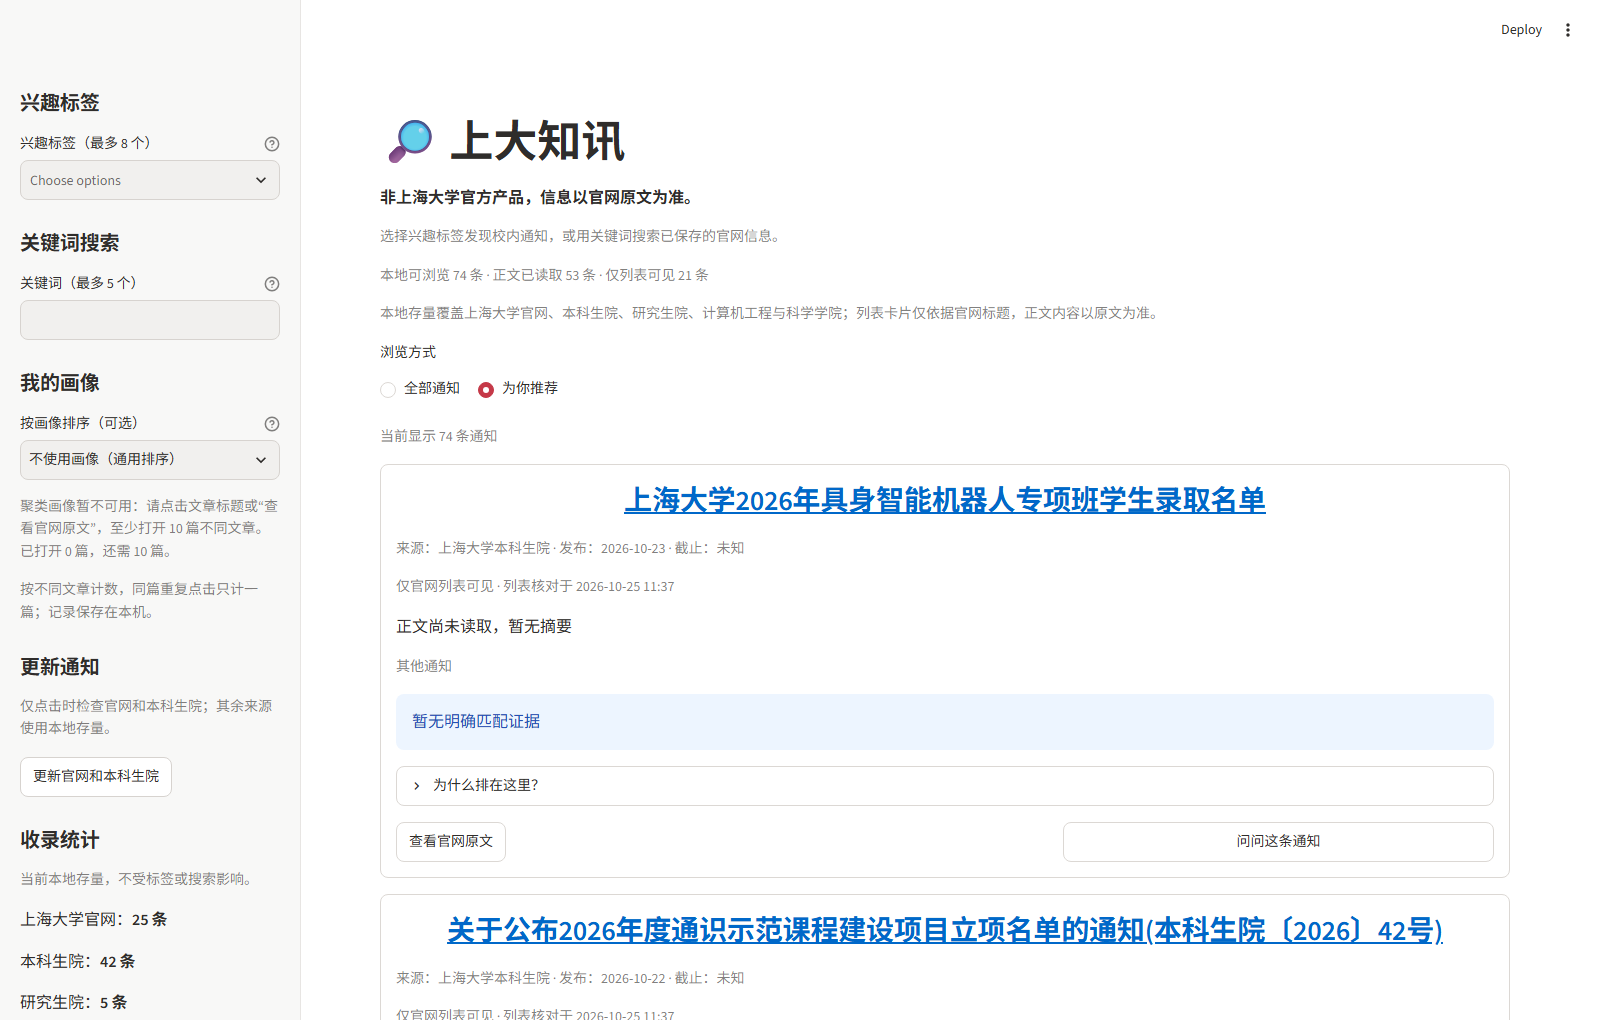 Deploy
兴趣标签
兴趣标签（最多 8 个）
Choose options
关键词搜索
关键词（最多 5 个）
我的画像
按画像排序（可选）
不使用画像（通用排序）
聚类画像暂不可用：请点击文章标题或“查
看官网原文”，至少打开 10 篇不同文章。
已打开 0 篇，还需 10 篇。
按不同文章计数，同篇重复点击只计一
篇；记录保存在本机。
更新通知
仅点击时检查官网和本科生院；其余来源
使用本地存量。
更新官网和本科生院
收录统计
当前本地存量，不受标签或搜索影响。
上海大学官网：25 条
本科生院：42 条
研究生院：5 条
上大知讯
非上海大学官方产品，信息以官网原文为准。
选择兴趣标签发现校内通知，或用关键词搜索已保存的官网信息。
本地可浏览 74 条 · 正文已读取 53 条 · 仅列表可见 21 条
本地存量覆盖上海大学官网、本科生院、研究生院、计算机工程与科学学院；列表卡片仅依据官网标题，正文内容以原文为准。
浏览方式
全部通知 为你推荐
当前显示 74 条通知
上海大学2026年具身智能机器人专项班学生录取名单
来源：上海大学本科生院 · 发布：2026-10-23 · 截止：未知
仅官网列表可见 · 列表核对于 2026-10-25 11:37
正文尚未读取，暂无摘要
其他通知
暂无明确匹配证据
为什么排在这里？
查看官网原文 问问这条通知
关于公布2026年度通识示范课程建设项目立项名单的通知(本科生院〔2026〕42号)
来源：上海大学本科生院 · 发布：2026-10-22 · 截止：未知
仅官网列表可见 · 列表核对于 2026-10-25 11:37